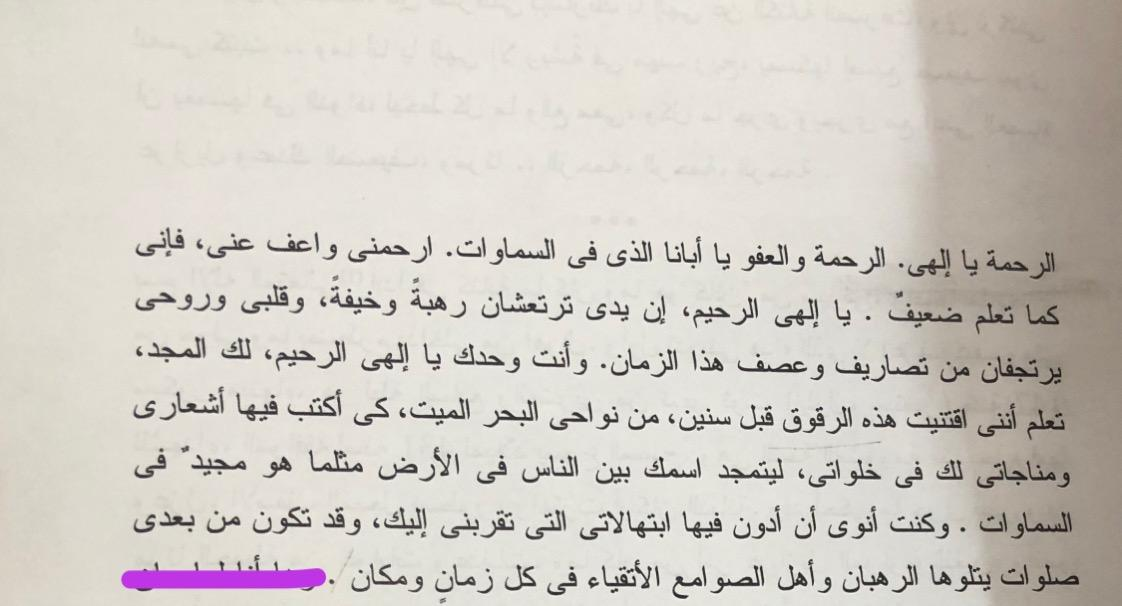 الرحمة يا إلهى. الرحمة والعفو يا أبانا الذى فى السماوات. ارحمنى واعف عنى، فإنى
كما تعلم ضعيفٌ . يا إلهى الرحيم، إن يدى ترتعشان رهبةً وخيفةً، وقلبى وروحى
يرتجفان من تصاريف وعصف هذا الزمان. وأنت وحدك يا إلهى الرحيم، لك المجد،
تعلم أننى اقتنيت هذه الرقوق قبل سنين، من نواحى البحر الميت، كى أكتب فيها أشعارى
ومناجاتى لك فى خلواتى، ليتمجد اسمك بين الناس فى الأرض مثلما هو مجيدٌ فى
السماوات . وكنت أنوى أن أدون فيها ابتهالاتى التى تقربنى إليك، وقد تكون من بعدى
صلوات يتلوها الرهبان وأهل الصوامع الأتقياء فى كل زمانٍ ومكان .